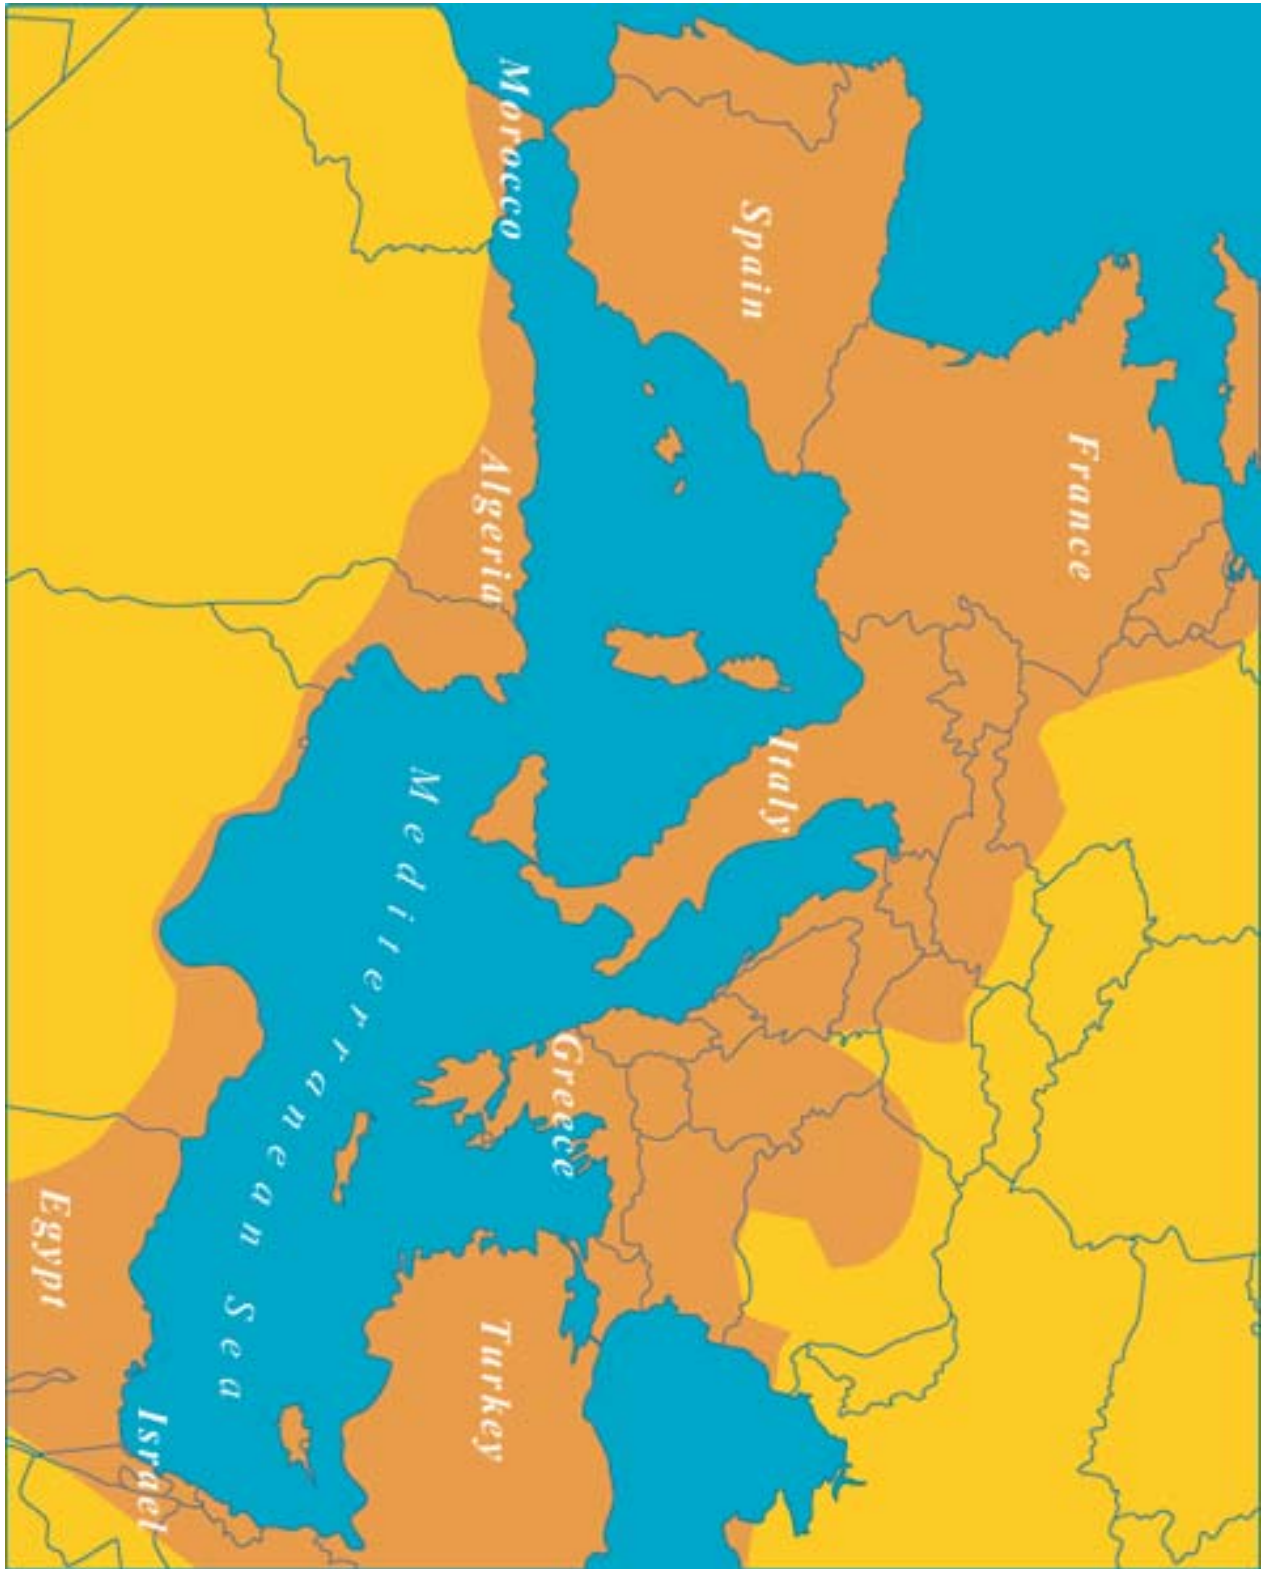 France
Spain
Italy
Morocco
Algeria
Greece
Turkey
Mediterranean Sea
Israel
Egypt